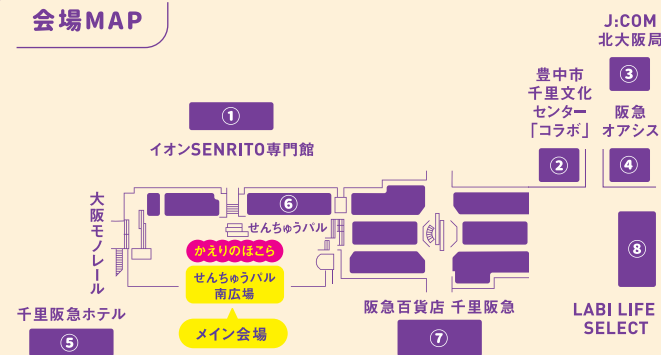 会場MAP
J:COM
北大阪局
③
豊中市
千里文化
センター
「コラボ」
②
阪急
オアシス
④
①
イオンSENRITO専門館
⑥
せんちゅうパル
大阪モノレール
かえりのほこら
せんちゅうパル
南広場
メイン会場
千里阪急ホテル
⑤
阪急百貨店 千里阪急
⑦
⑧
LABI LIFE
SELECT